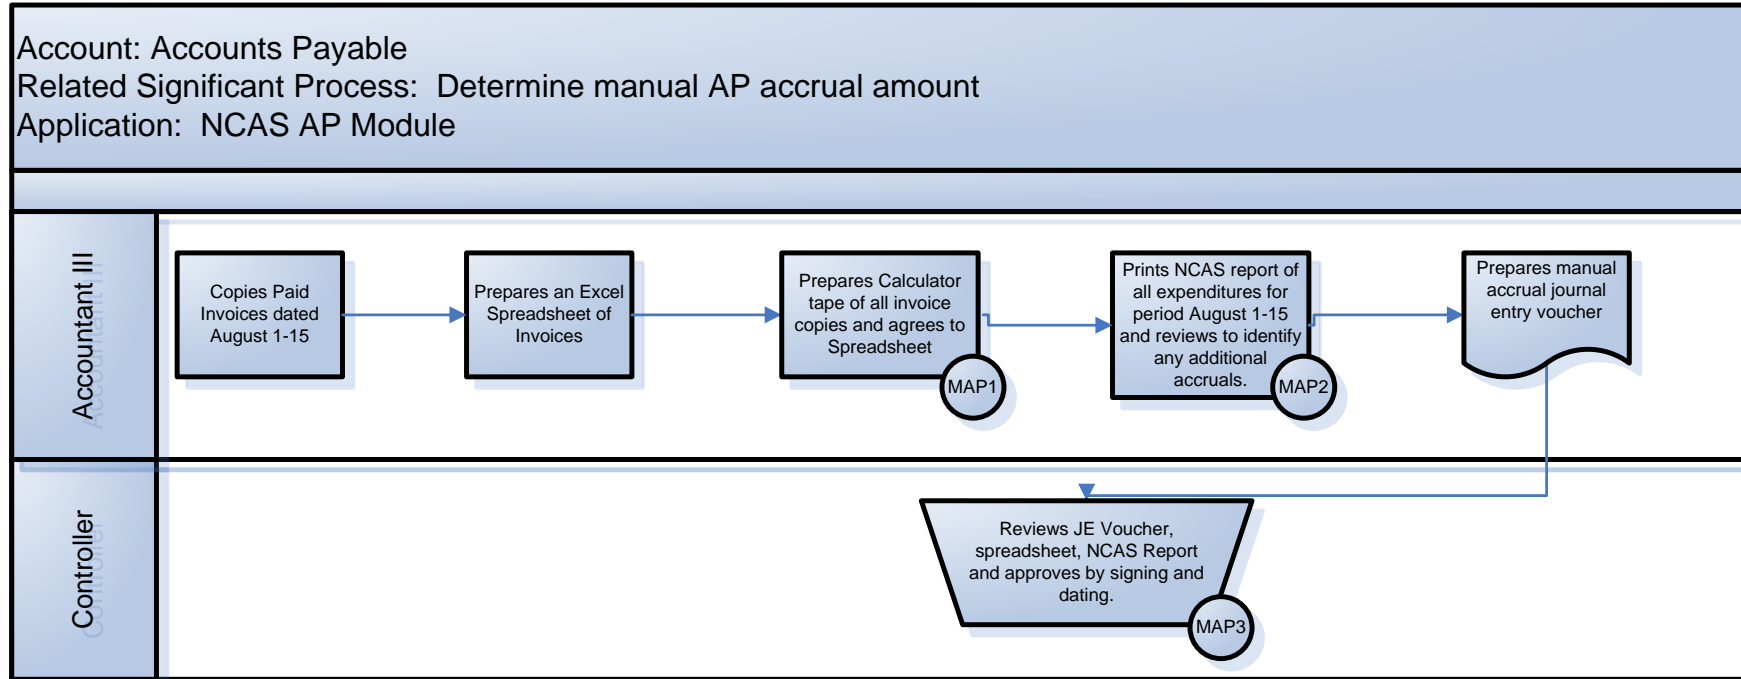 Account: Accounts Payable
Related Significant Process: Determine manual AP accrual amount
Application: NCAS AP Module
Accountant III
Copies Paid
Invoices dated
August 1-15
Prepares an Excel
Spreadsheet of
Invoices
Prepares Calculator
tape of all invoice
copies and agrees to
Spreadsheet
MAP1
Prints NCAS report of
all expenditures for
period August 1-15
and reviews to identify
any additional
accruals.
MAP2
Prepares manual
accrual journal
entry voucher
Controller
Reviews JE Voucher,
spreadsheet, NCAS Report
and approves by signing and
dating.
MAP3